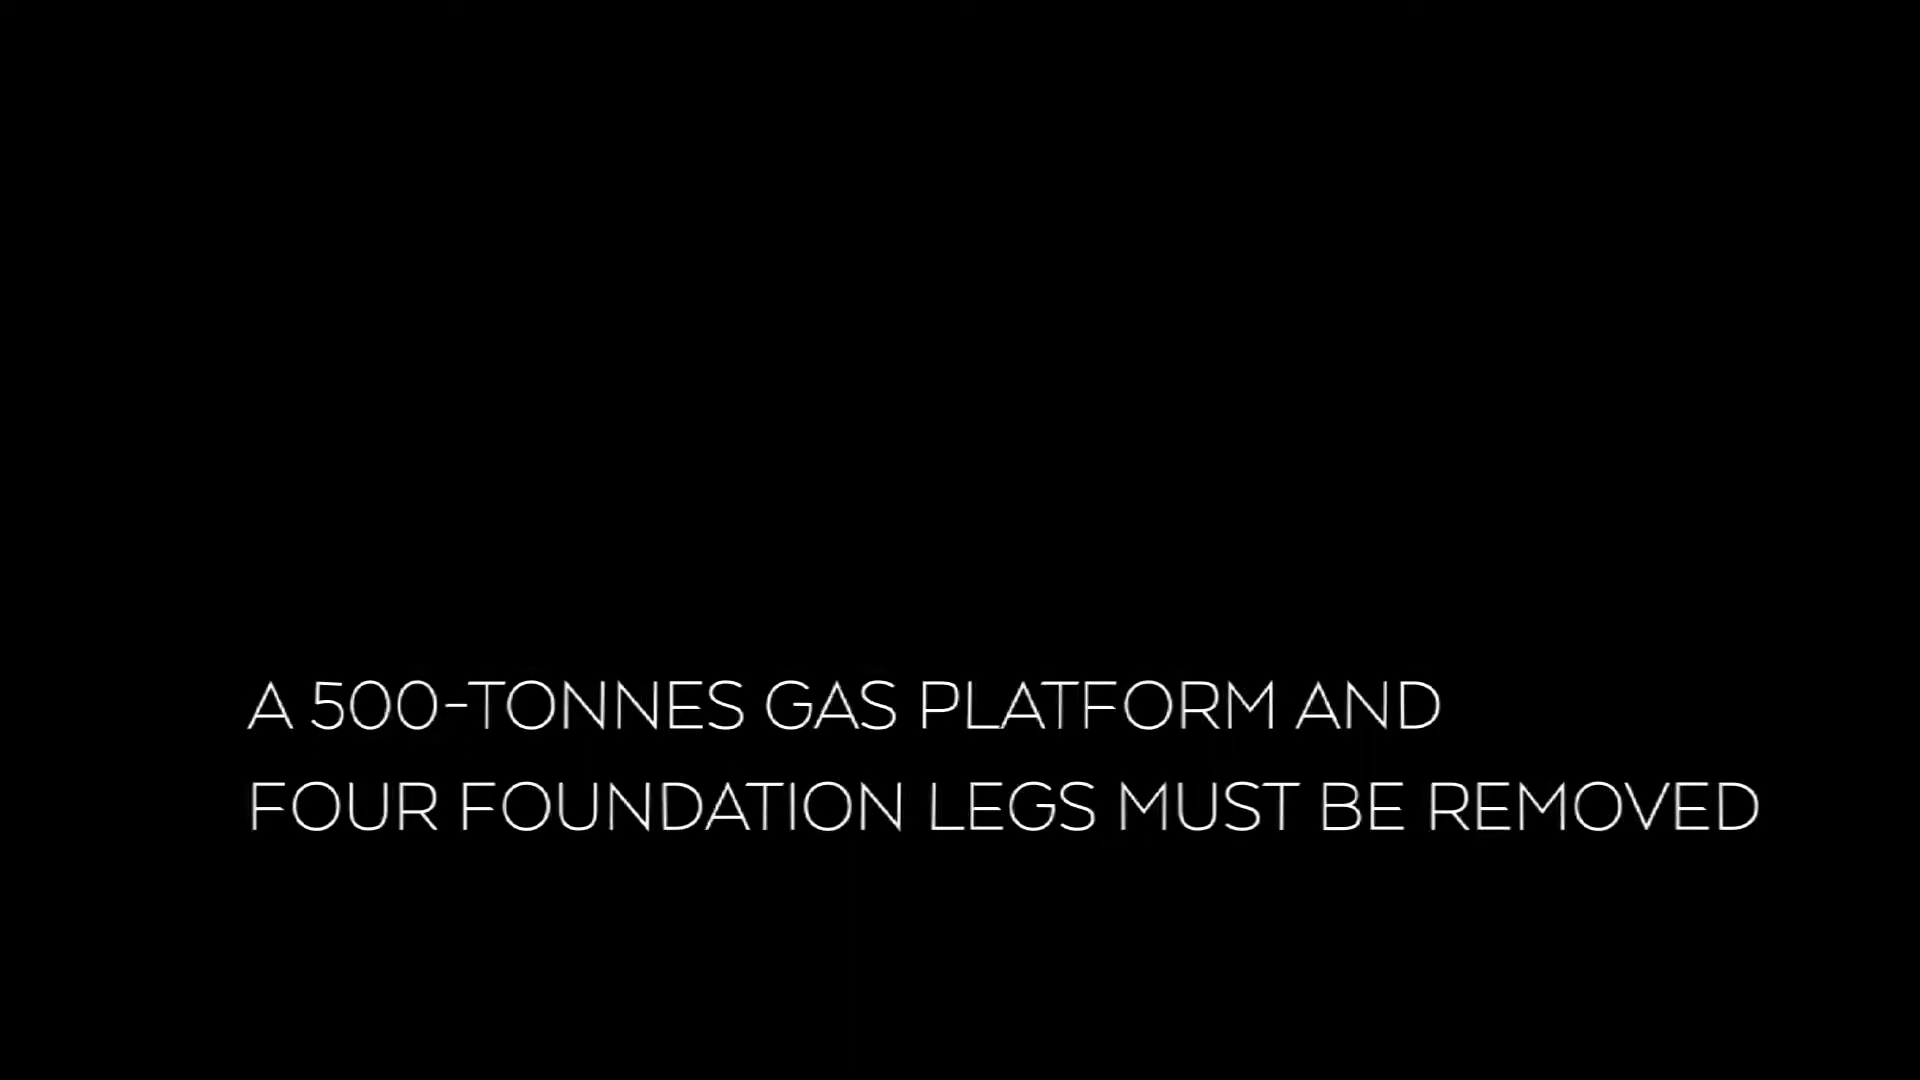 A 500-TONNES GAS PLATFORM AND
FOUR FOUNDATION LEGS MUST BE REMOVED